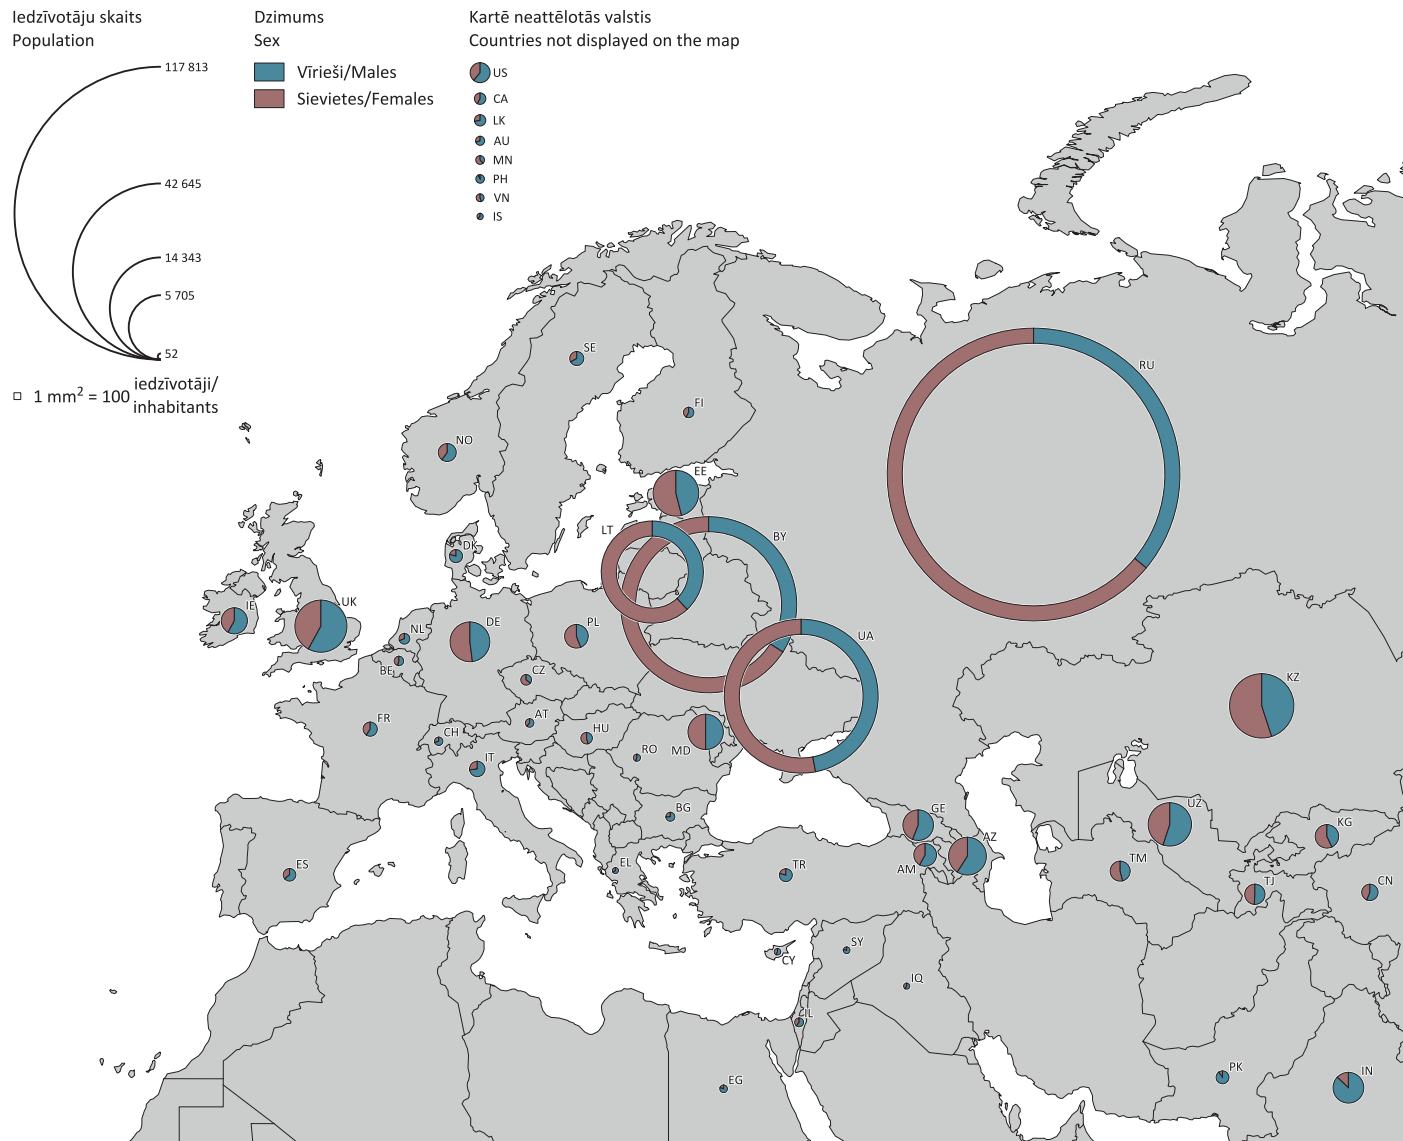 Iedzīvotāju skaits
Population
117 813
42 645
14 343
5 705
52
1 mm² = 100 iedzīvotāji/
inhabitants
Dzimums
Sex
Vīrieši/Males
Sievietes/Females
Kartē neattēlotās valstis
Countries not displayed on the map
US
CA
LK
AU
MN
PH
VN
IS
SE
RU
FI
NO
EE
LT
BY
DK
IE
UK
NL
DE
PL
UA
BE
CZ
KZ
FR
AT
CH
HU
RO
MD
IT
BG
GE
UZ
KG
AZ
ES
EL
TR
AM
TM
TJ
CN
CY
SY
IQ
IL
EG
PK
IN